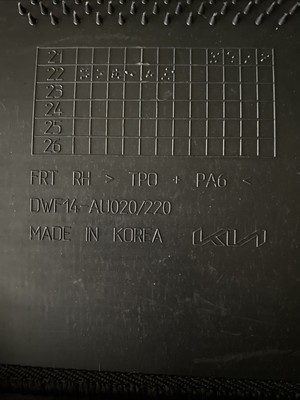 21
22
23
24
25
26
FRT RH > TPO + PA6 <
DWF14-AU020/220
MADE IN KOREA KIA